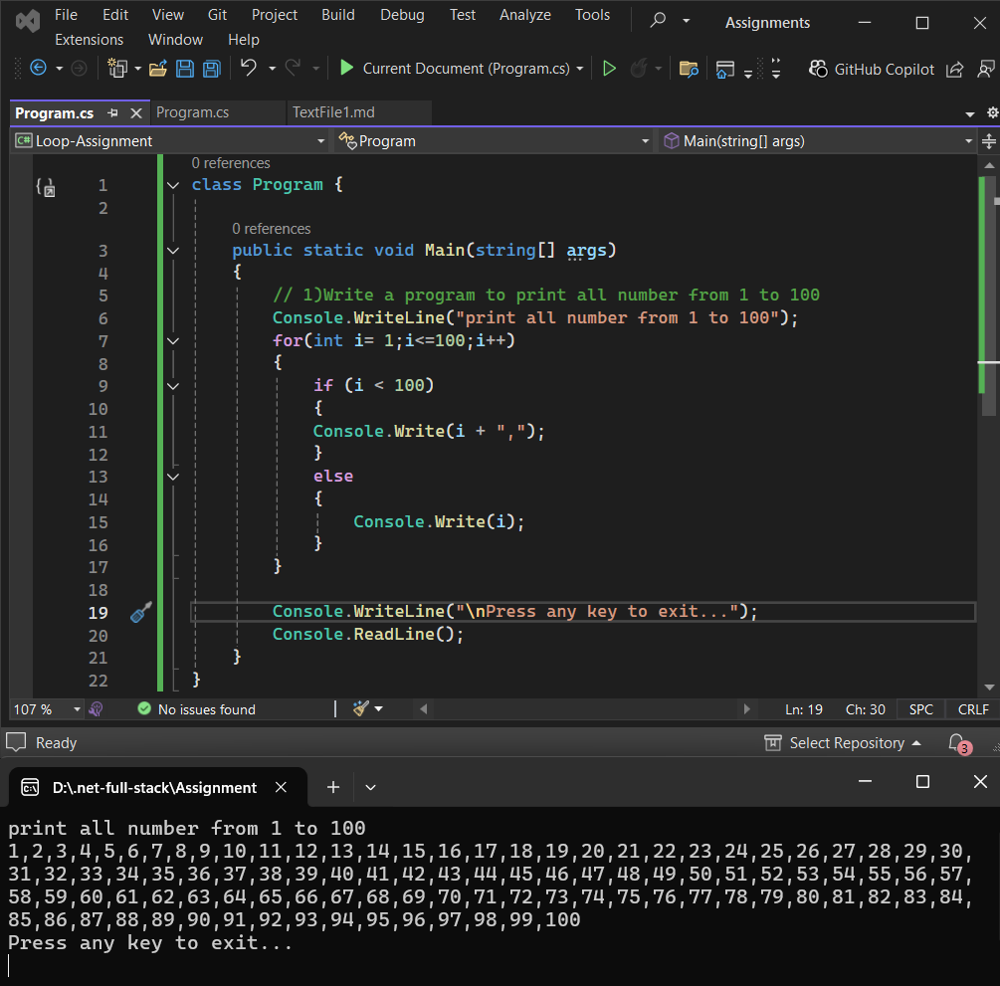 File Edit View Git Project Build Debug Test Analyze Tools Assignments
Extensions Window Help
Current Document (Program.cs) GitHub Copilot
Program.cs Program.cs TextFile1.md
C# Loop-Assignment Program Main(string[] args)
0 references
1 class Program {
2
0 references
3 public static void Main(string[] args)
4 {
5 // 1)Write a program to print all number from 1 to 100
6 Console.WriteLine("print all number from 1 to 100");
7 for(int i= 1;i<=100;i++)
8 {
9 if (i < 100)
10 {
11 Console.Write(i + ",");
12 }
13 else
14 {
15 Console.Write(i);
16 }
17 }
18
19 Console.WriteLine("\nPress any key to exit...");
20 Console.ReadLine();
21 }
22 }
107 % No issues found Ln: 19 Ch: 30 SPC CRLF
Ready Select Repository 3
D:\.net-full-stack\Assignment
print all number from 1 to 100
1,2,3,4,5,6,7,8,9,10,11,12,13,14,15,16,17,18,19,20,21,22,23,24,25,26,27,28,29,30,
31,32,33,34,35,36,37,38,39,40,41,42,43,44,45,46,47,48,49,50,51,52,53,54,55,56,57,
58,59,60,61,62,63,64,65,66,67,68,69,70,71,72,73,74,75,76,77,78,79,80,81,82,83,84,
85,86,87,88,89,90,91,92,93,94,95,96,97,98,99,100
Press any key to exit...